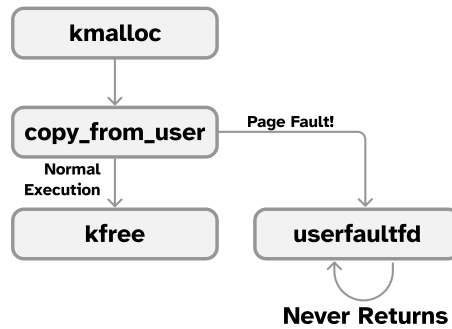 kmalloc
copy_from_user
Page Fault!
Normal
Execution
kfree
userfaultfd
Never Returns